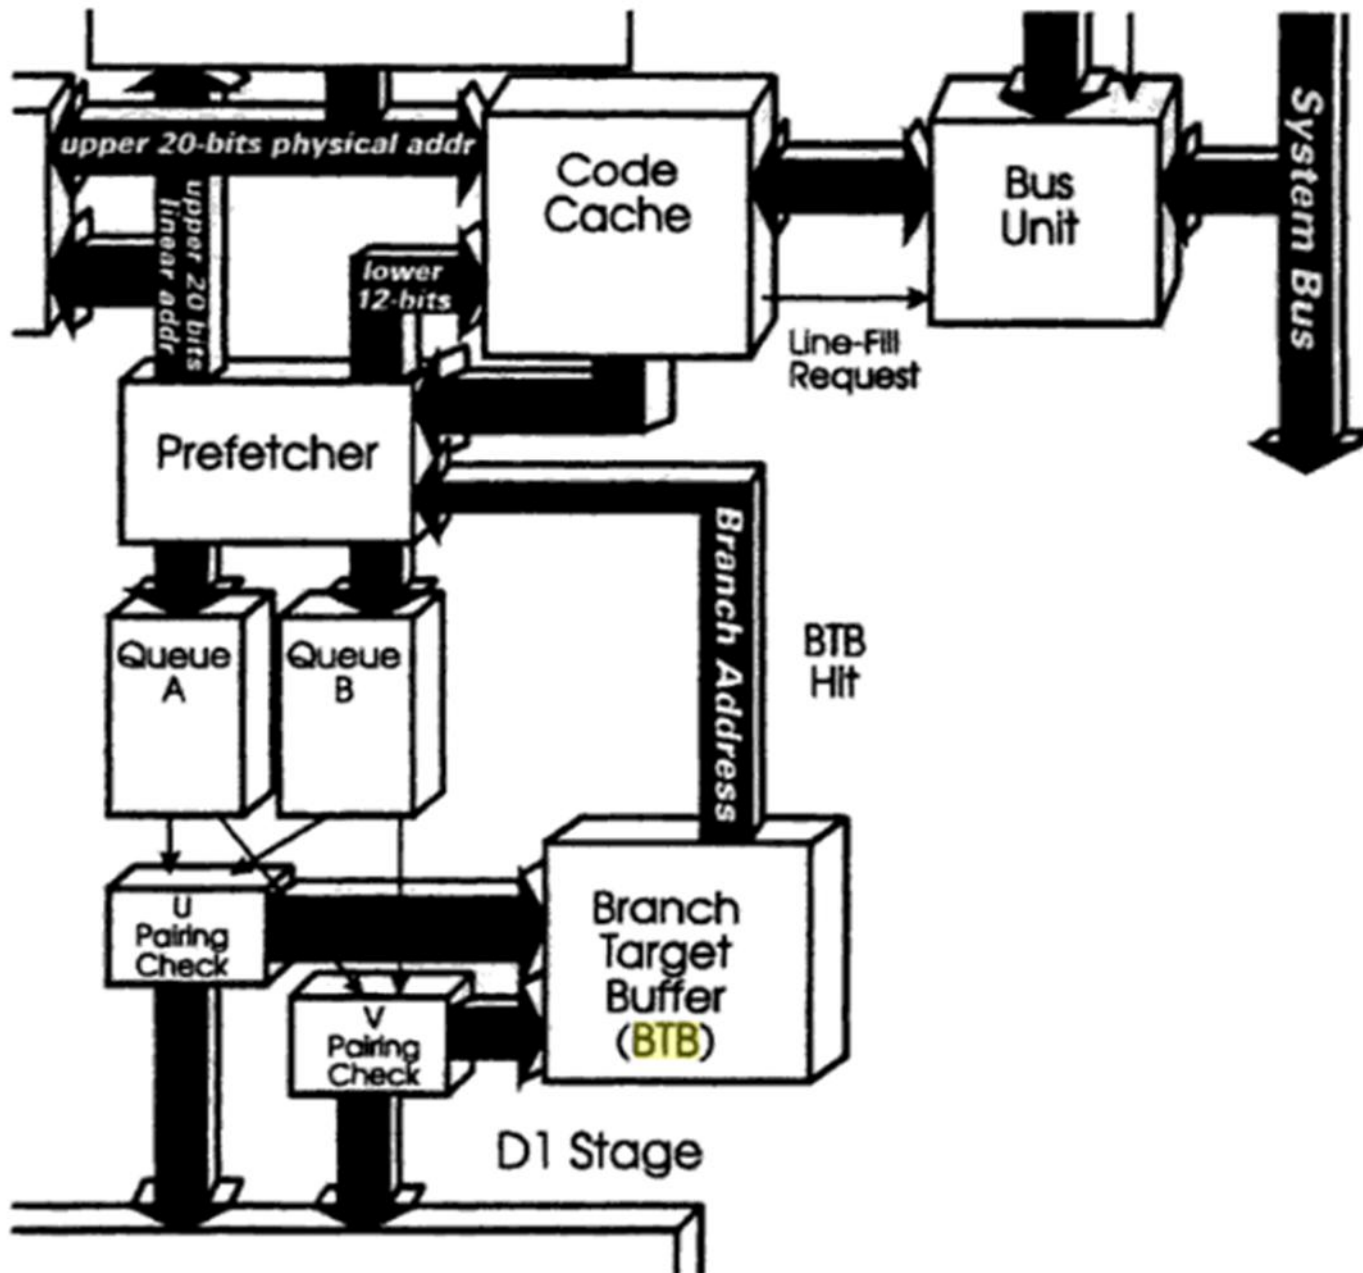 upper 20-bits physical addr
Code
Cache
Bus
Unit
System Bus
upper 20 bits
linear addr
lower
12-bits
Line-Fill
Request
Prefetcher
Branch Address
BTB
Hit
Queue
A
Queue
B
U
Pairing
Check
Branch
Target
Buffer
(BTB)
V
Pairing
Check
D1 Stage